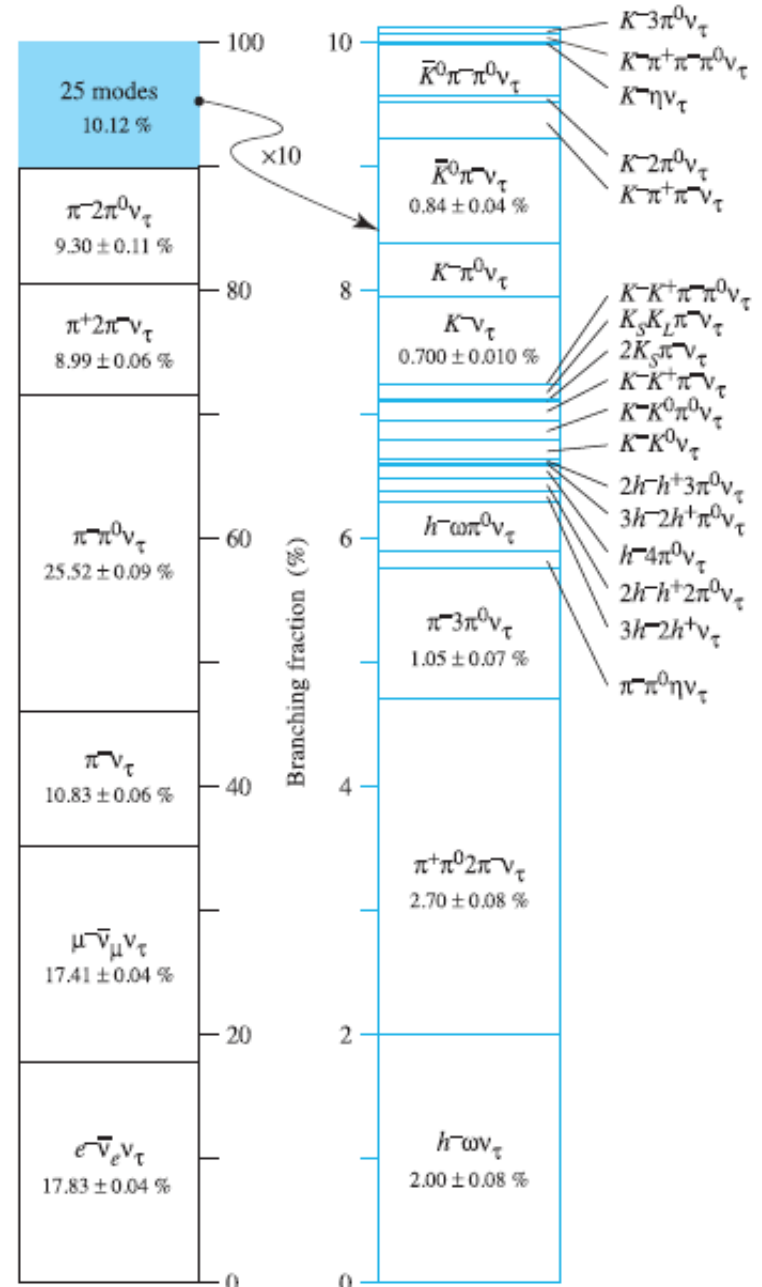 25 modes
10.12 %
π⁻2π⁰ν_τ
9.30 ± 0.11 %
π⁺2π⁻ν_τ
8.99 ± 0.06 %
π⁻π⁰ν_τ
25.52 ± 0.09 %
π⁻ν_τ
10.83 ± 0.06 %
μ⁻ν̅_μν_τ
17.41 ± 0.04 %
e⁻ν̅_eν_τ
17.83 ± 0.04 %
100
80
60
40
20
0
×10
Branching fraction (%)
10
8
6
4
2
0
K̅⁰π⁻π⁰ν_τ
K̅⁰π⁻ν_τ
0.84 ± 0.04 %
K⁻π⁰ν_τ
K⁻ν_τ
0.700 ± 0.010 %
h⁻ωπ⁰ν_τ
π⁻3π⁰ν_τ
1.05 ± 0.07 %
π⁺π⁰2π⁻ν_τ
2.70 ± 0.08 %
h⁻ων_τ
2.00 ± 0.08 %
K⁻3π⁰ν_τ
K⁻π⁺π⁻π⁰ν_τ
K⁻ην_τ
K⁻2π⁰ν_τ
K⁻π⁺π⁻ν_τ
K⁻K⁺π⁻π⁰ν_τ
K_SK_Lπ⁻ν_τ
2K_Sπ⁻ν_τ
K⁻K⁺π⁻ν_τ
K⁻K⁰π⁰ν_τ
K⁻K⁰ν_τ
2h⁻h⁺3π⁰ν_τ
3h⁻2h⁺π⁰ν_τ
h⁻4π⁰ν_τ
2h⁻h⁺2π⁰ν_τ
3h⁻2h⁺ν_τ
π⁻π⁰ην_τ